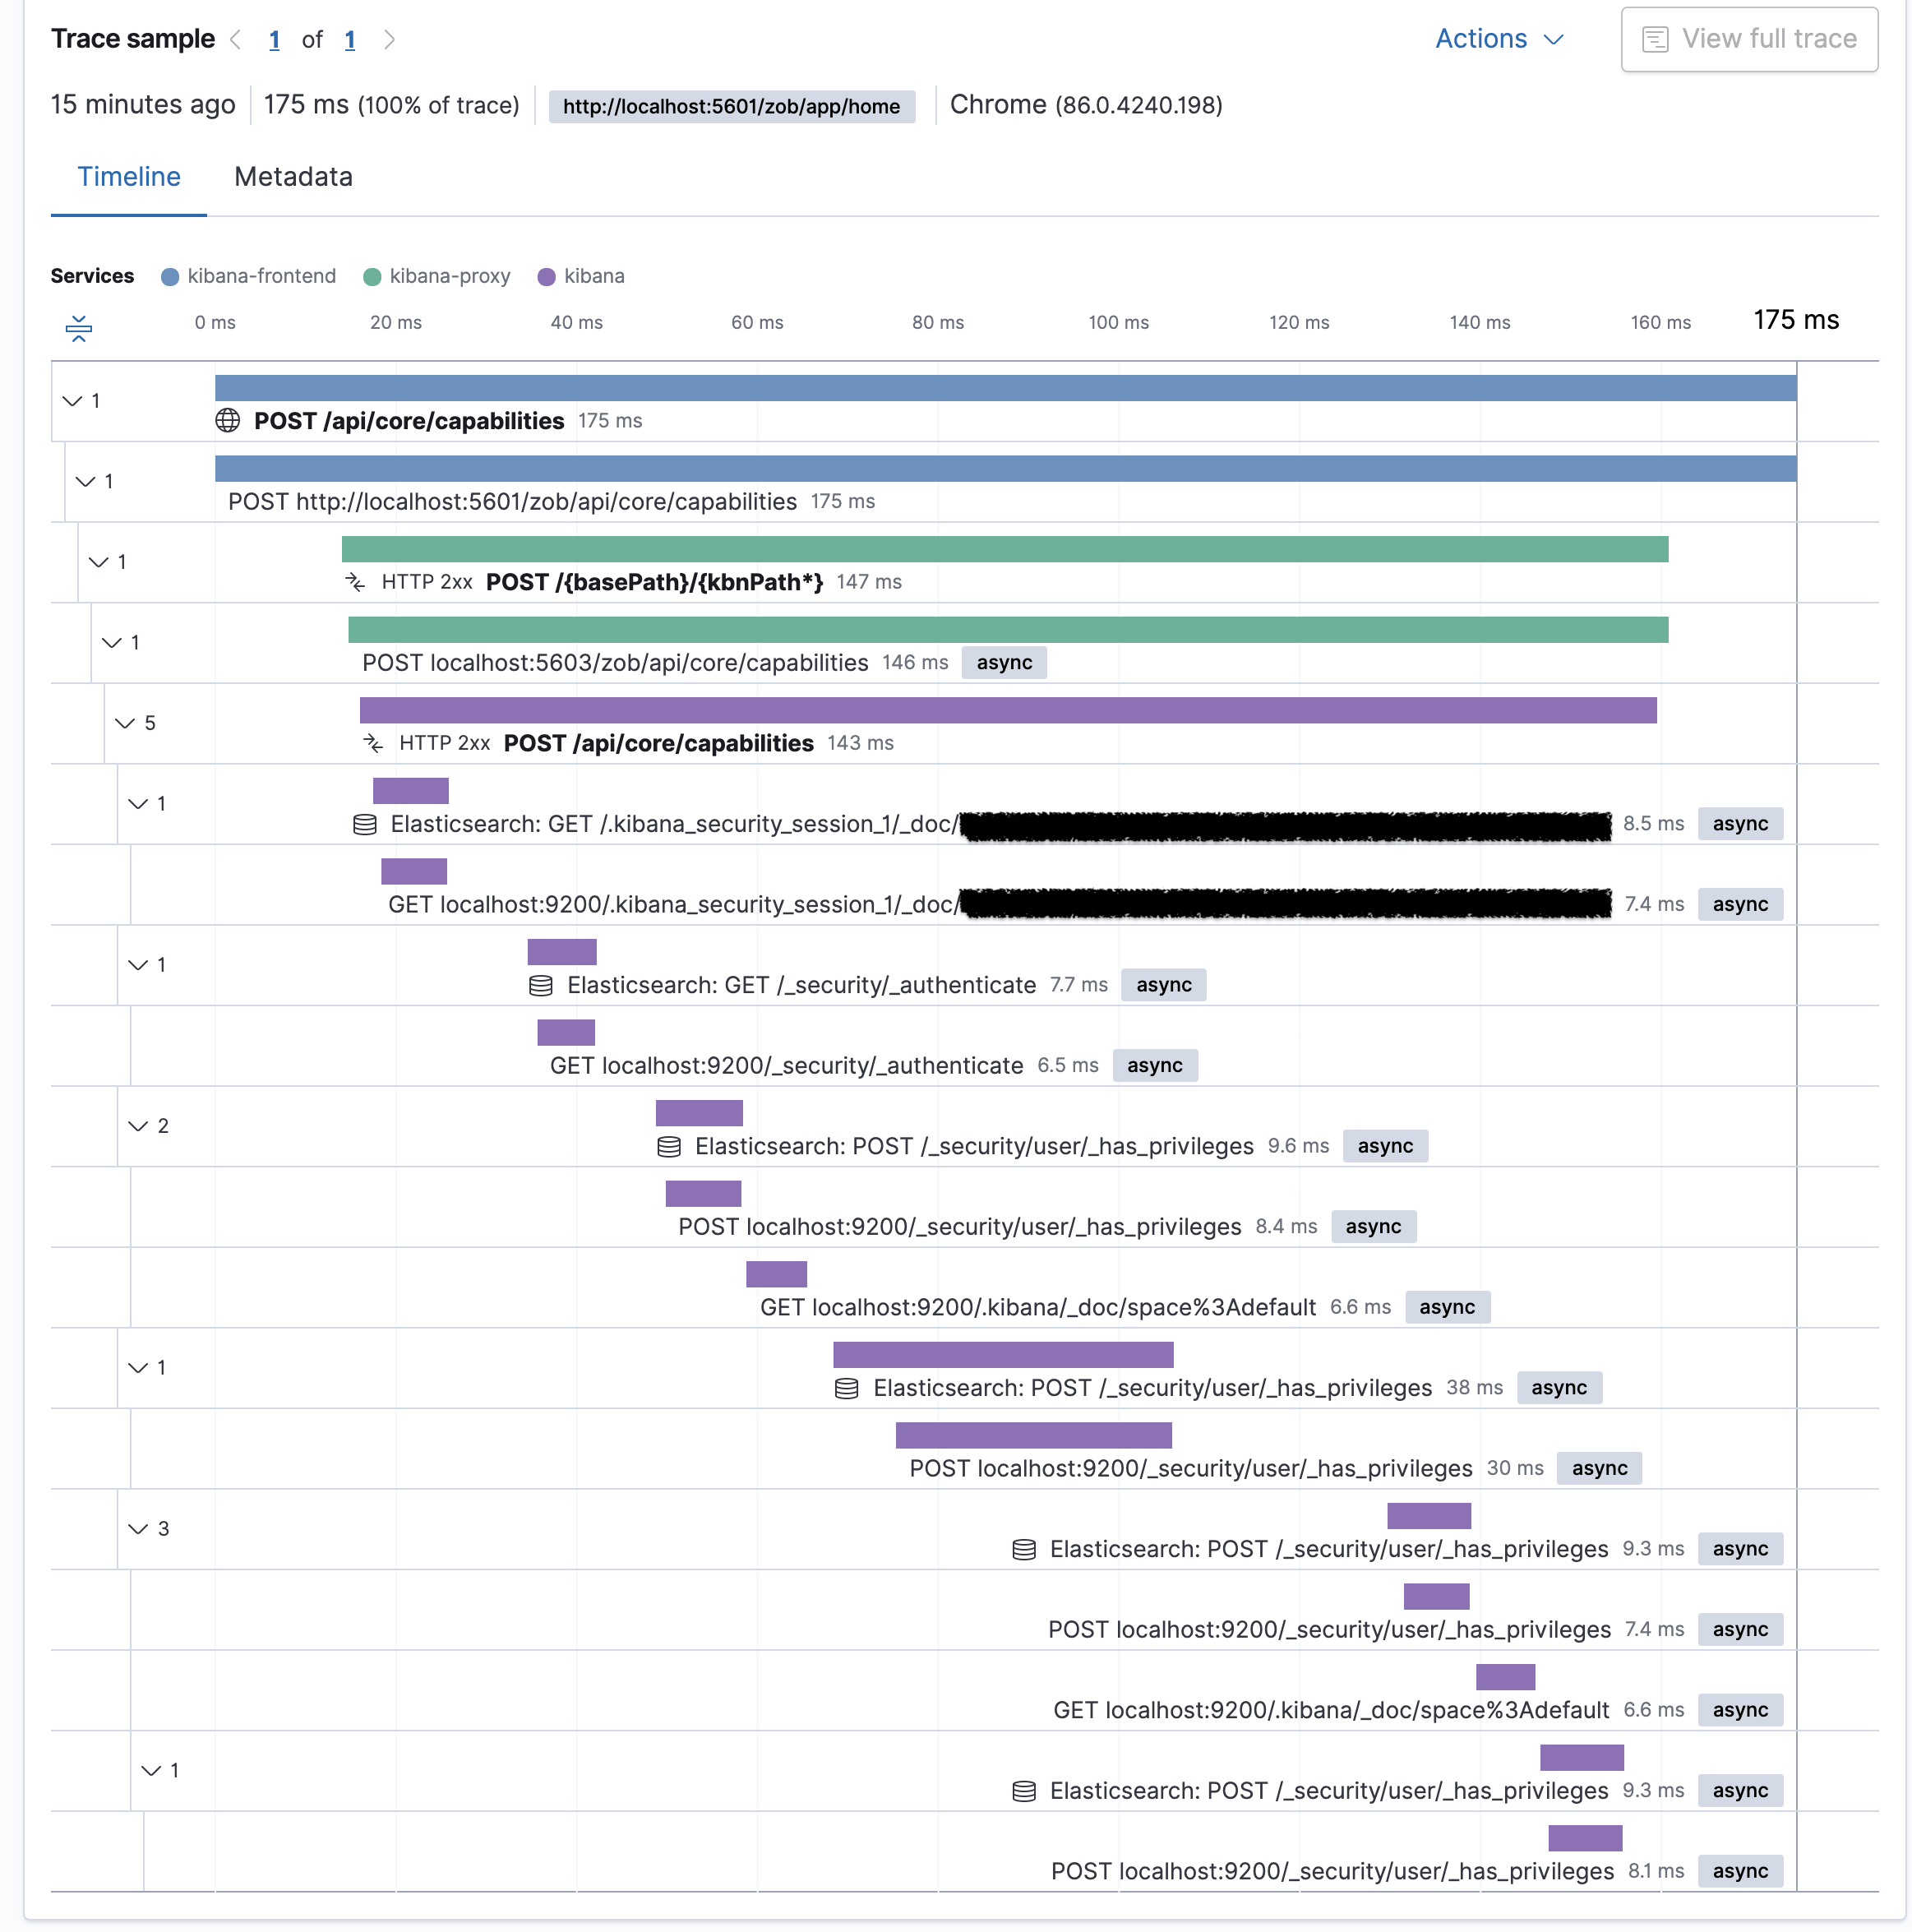 Trace sample 1 of 1 Actions View full trace
15 minutes ago 175 ms (100% of trace) http://localhost:5601/zob/app/home Chrome (86.0.4240.198)
Timeline Metadata
Services kibana-frontend kibana-proxy kibana
0 ms 20 ms 40 ms 60 ms 80 ms 100 ms 120 ms 140 ms 160 ms 175 ms
1
POST /api/core/capabilities 175 ms
1
POST http://localhost:5601/zob/api/core/capabilities 175 ms
1
HTTP 2xx POST /{basePath}/{kbnPath*} 147 ms
1
POST localhost:5603/zob/api/core/capabilities 146 ms async
5
HTTP 2xx POST /api/core/capabilities 143 ms
1
Elasticsearch: GET /.kibana_security_session_1/_doc/ 8.5 ms async
GET localhost:9200/.kibana_security_session_1/_doc/ 7.4 ms async
1
Elasticsearch: GET /_security/_authenticate 7.7 ms async
GET localhost:9200/_security/_authenticate 6.5 ms async
2
Elasticsearch: POST /_security/user/_has_privileges 9.6 ms async
POST localhost:9200/_security/user/_has_privileges 8.4 ms async
GET localhost:9200/.kibana/_doc/space%3Adefault 6.6 ms async
1
Elasticsearch: POST /_security/user/_has_privileges 38 ms async
POST localhost:9200/_security/user/_has_privileges 30 ms async
3
Elasticsearch: POST /_security/user/_has_privileges 9.3 ms async
POST localhost:9200/_security/user/_has_privileges 7.4 ms async
GET localhost:9200/.kibana/_doc/space%3Adefault 6.6 ms async
1
Elasticsearch: POST /_security/user/_has_privileges 9.3 ms async
POST localhost:9200/_security/user/_has_privileges 8.1 ms async